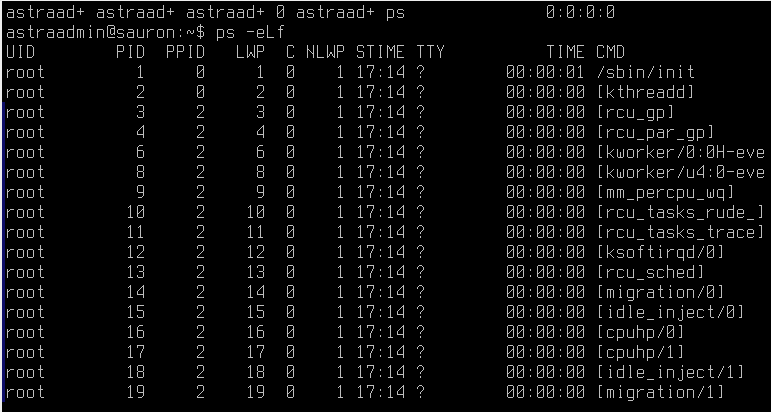 astraad+ astraad+ astraad+ 0 astraad+ ps 0:0:0:0
astraadmin@sauron:~$ ps -eLf
UID PID PPID LWP C NLWP STIME TTY TIME CMD
root 1 0 1 0 1 17:14 ? 00:00:01 /sbin/init
root 2 0 2 0 1 17:14 ? 00:00:00 [kthreadd]
root 3 2 3 0 1 17:14 ? 00:00:00 [rcu_gp]
root 4 2 4 0 1 17:14 ? 00:00:00 [rcu_par_gp]
root 6 2 6 0 1 17:14 ? 00:00:00 [kworker/0:0H-eve
root 8 2 8 0 1 17:14 ? 00:00:00 [kworker/u4:0-eve
root 9 2 9 0 1 17:14 ? 00:00:00 [mm_percpu_wq]
root 10 2 10 0 1 17:14 ? 00:00:00 [rcu_tasks_rude_]
root 11 2 11 0 1 17:14 ? 00:00:00 [rcu_tasks_trace]
root 12 2 12 0 1 17:14 ? 00:00:00 [ksoftirqd/0]
root 13 2 13 0 1 17:14 ? 00:00:00 [rcu_sched]
root 14 2 14 0 1 17:14 ? 00:00:00 [migration/0]
root 15 2 15 0 1 17:14 ? 00:00:00 [idle_inject/0]
root 16 2 16 0 1 17:14 ? 00:00:00 [cpuhp/0]
root 17 2 17 0 1 17:14 ? 00:00:00 [cpuhp/1]
root 18 2 18 0 1 17:14 ? 00:00:00 [idle_inject/1]
root 19 2 19 0 1 17:14 ? 00:00:00 [migration/1]